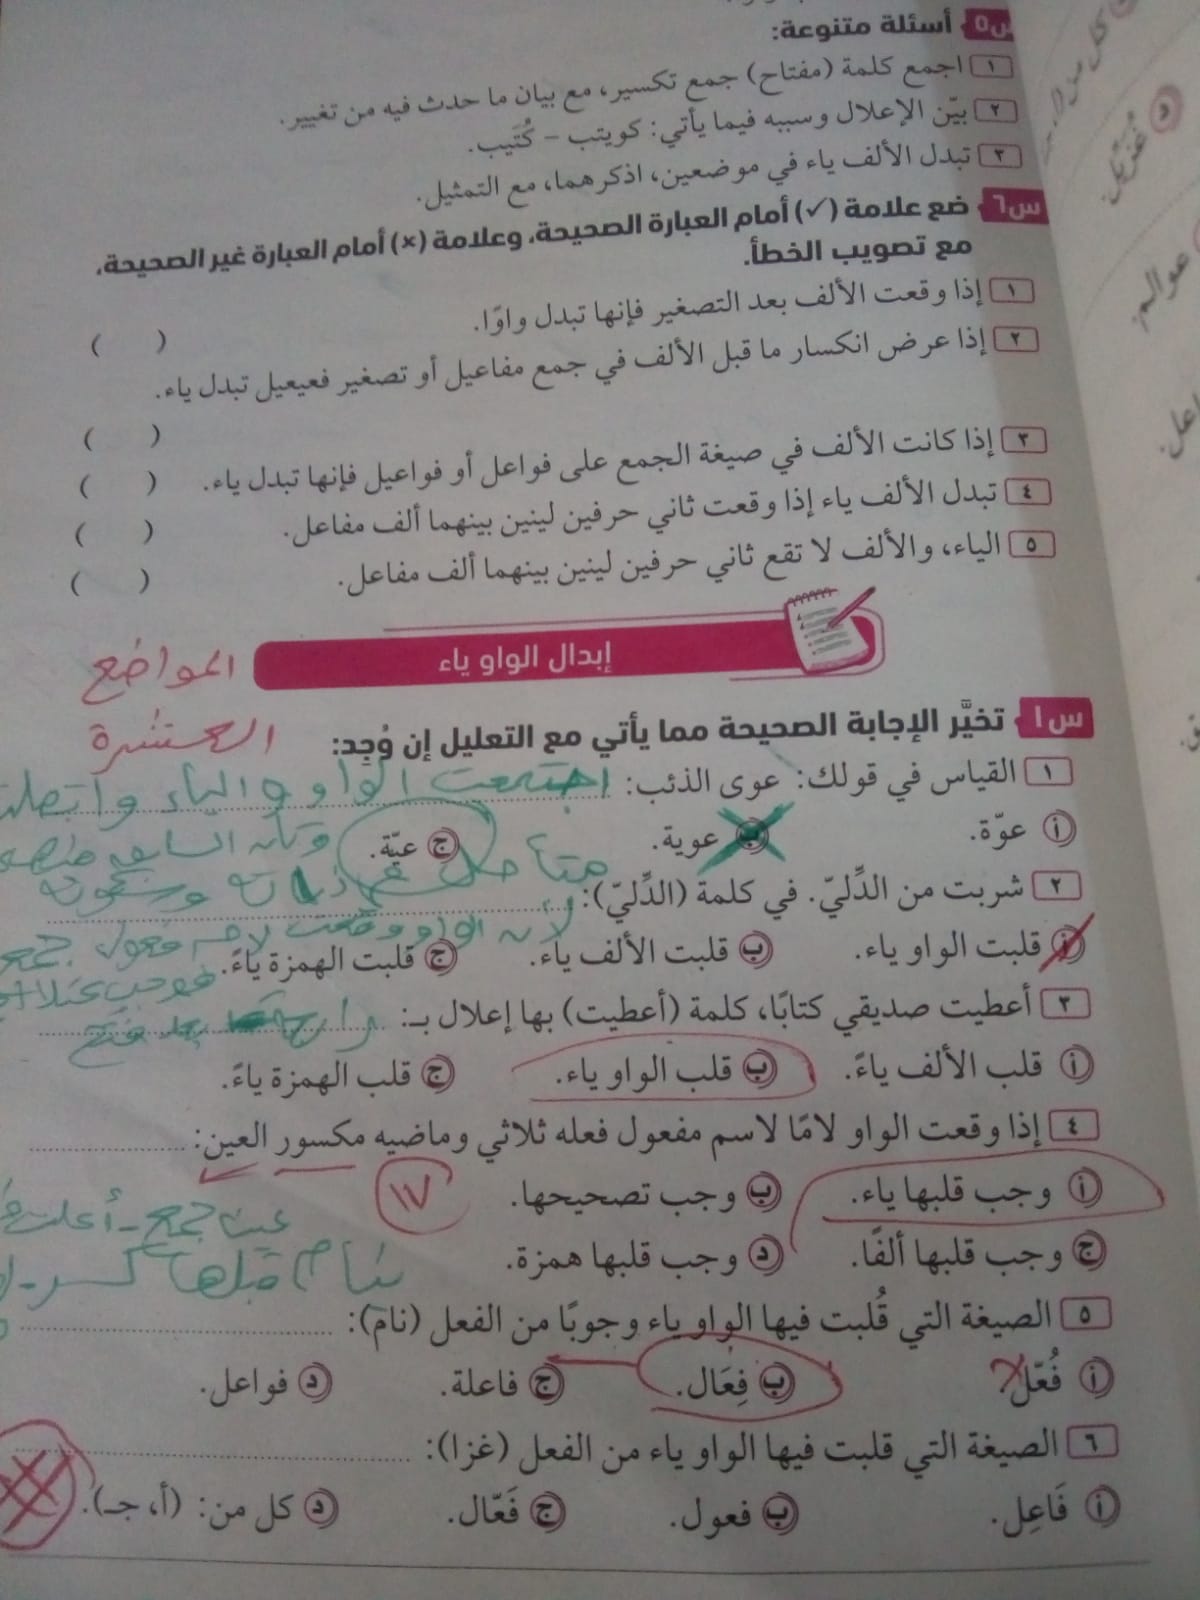 س٥ أسئلة متنوعة:
١ اجمع كلمة (مفتاح) جمع تكسير، مع بيان ما حدث فيه من تغيير.
٢ بيّن الإعلال وسببه فيما يأتي: كويتب - كُتَيب.
٣ تبدل الألف ياء في موضعين، اذكرهما، مع التمثيل.
س٦ ضع علامة (✓) أمام العبارة الصحيحة، وعلامة (×) أمام العبارة غير الصحيحة،
مع تصويب الخطأ.
١ إذا وقعت الألف بعد التصغير فإنها تبدل واوًا. ( )
٢ إذا عرض انكسار ما قبل الألف في جمع مفاعيل أو تصغير فعيعيل تبدل ياء.
( )
٣ إذا كانت الألف في صيغة الجمع على فواعل أو فواعيل فإنها تبدل ياء. ( )
٤ تبدل الألف ياء إذا وقعت ثاني حرفين لينين بينهما ألف مفاعل. ( )
٥ الياء، والألف لا تقع ثاني حرفين لينين بينهما ألف مفاعل. ( )
إبدال الواو ياء
المواضع
العشرة
س١ تخيَّر الإجابة الصحيحة مما يأتي مع التعليل إن وُجِد:
١ القياس في قولك: عوى الذئب: اجتمعت الواو والياء
أ عوّة. ب عوية. ج عيّة.
٢ شربت من الدِّليّ. في كلمة (الدِّليّ):
لأن الواو وقعت لام فعول جمع
أ قلبت الواو ياء. ب قلبت الألف ياء. ج قلبت الهمزة ياءً.
٣ أعطيت صديقي كتابًا، كلمة (أعطيت) بها إعلال بـ:
بعد فتح
أ قلب الألف ياءً. ب قلب الواو ياء. ج قلب الهمزة ياءً.
٤ إذا وقعت الواو لامًا لاسم مفعول فعله ثلاثي وماضيه مكسور العين:
أ وجب قلبها ياء. ب وجب تصحيحها. ١٧
ج وجب قلبها ألفًا. د وجب قلبها همزة.
عين جمع
قبلها كسر
٥ الصيغة التي قُلبت فيها الواو ياء وجوبًا من الفعل (نام):
أ فُعّل. ب فِعَال. ج فاعلة. د فواعل.
٦ الصيغة التي قلبت فيها الواو ياء من الفعل (غزا):
أ فَاعِل. ب فعول. ج فَعّال. د كل من: (أ، جـ).